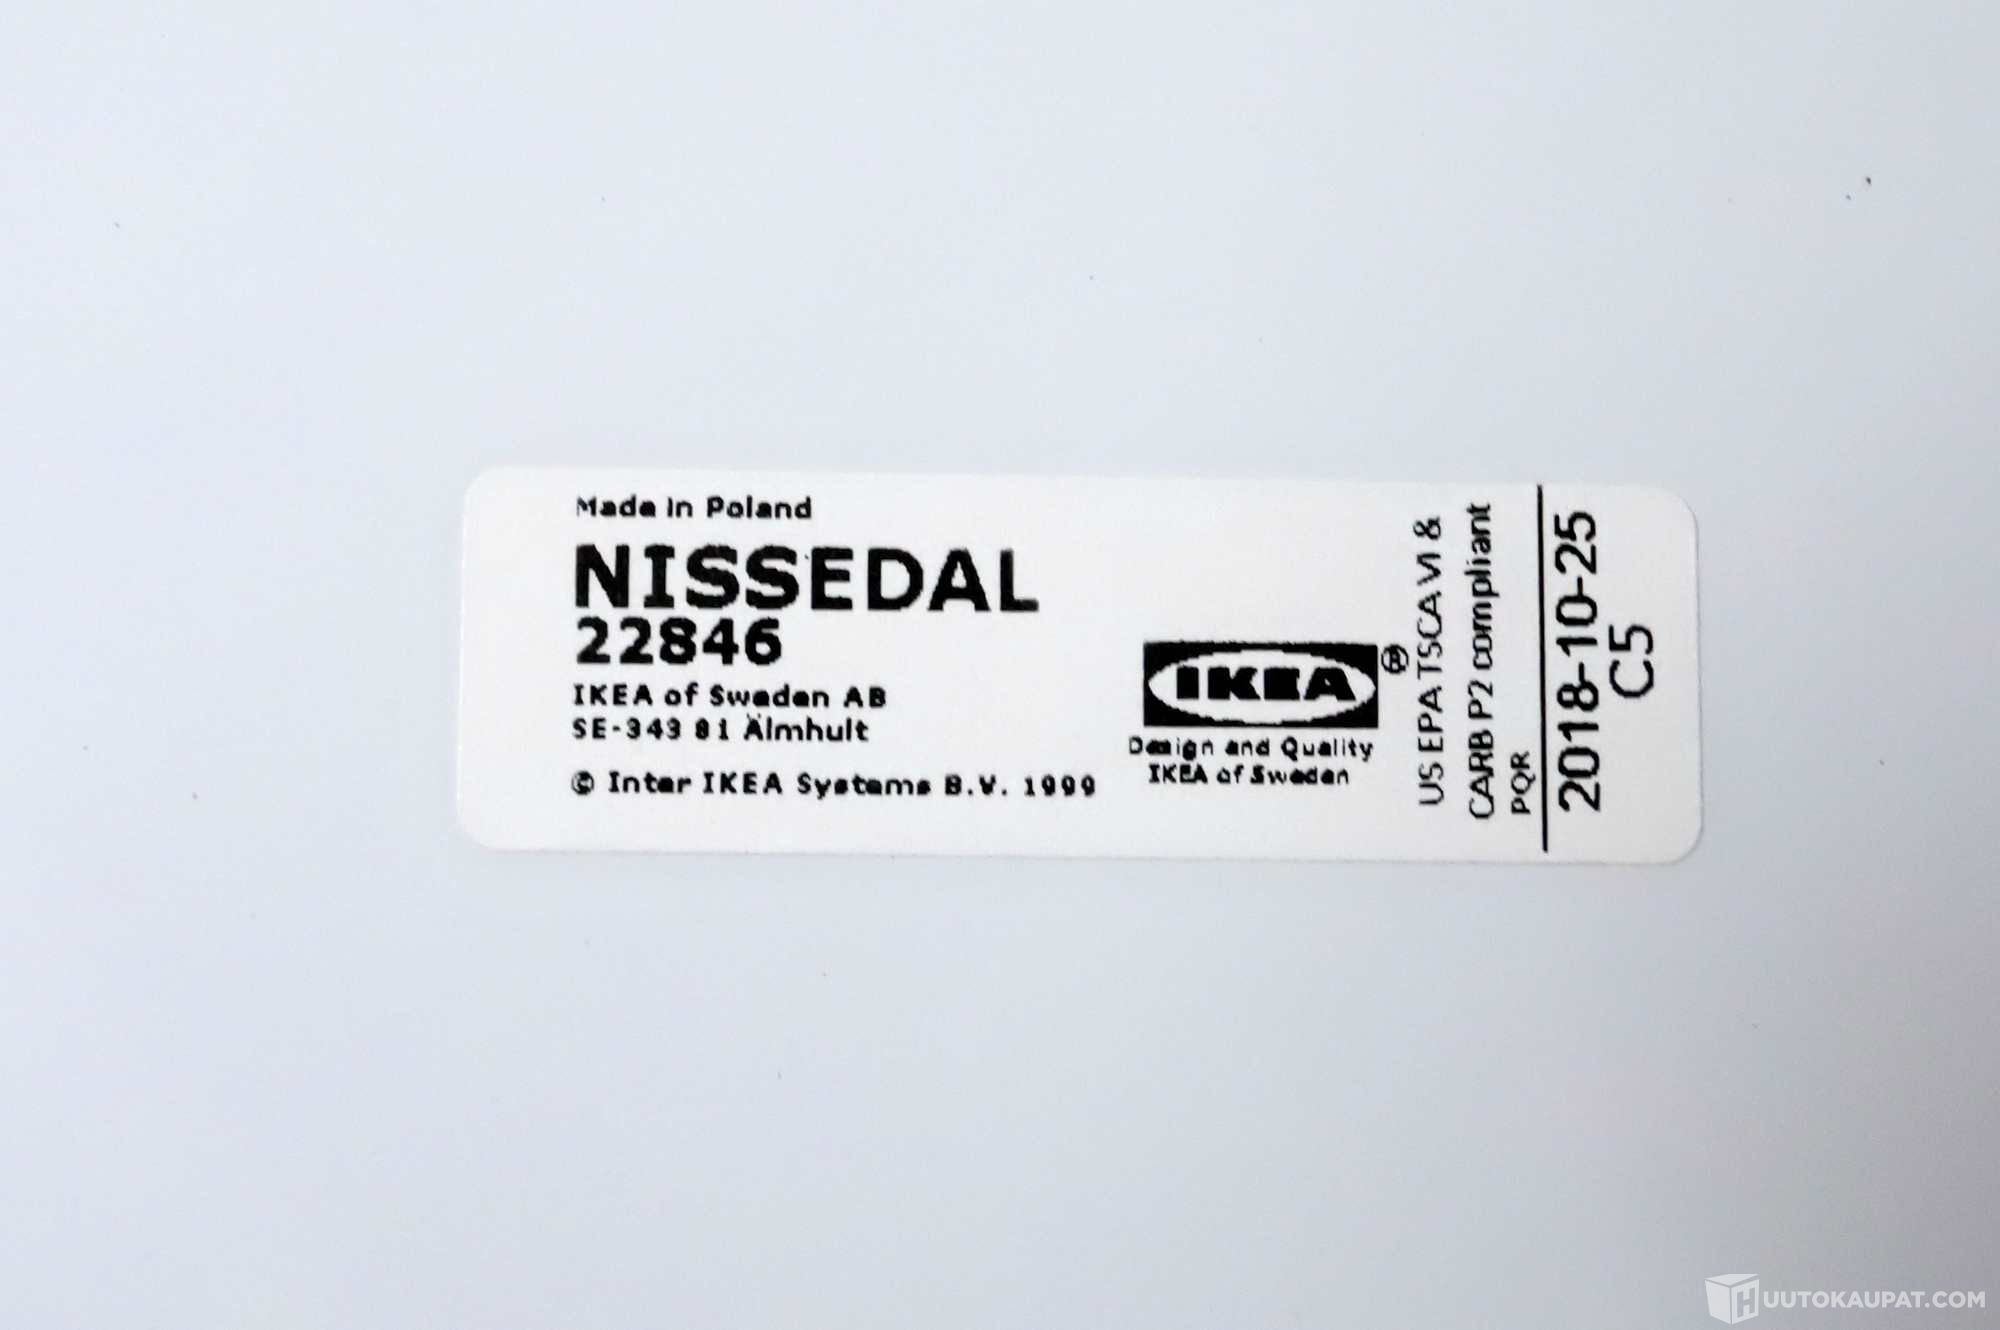 Made in Poland
NISSEDAL
22846
IKEA of Sweden AB
SE-343 81 Älmhult
© Inter IKEA Systems B.V. 1999
IKEA®
Design and Quality
IKEA of Sweden
US EPA TSCA VI &
CARB P2 compliant
PQR
2018-10-25
C5
HUUTOKAUPAT.COM